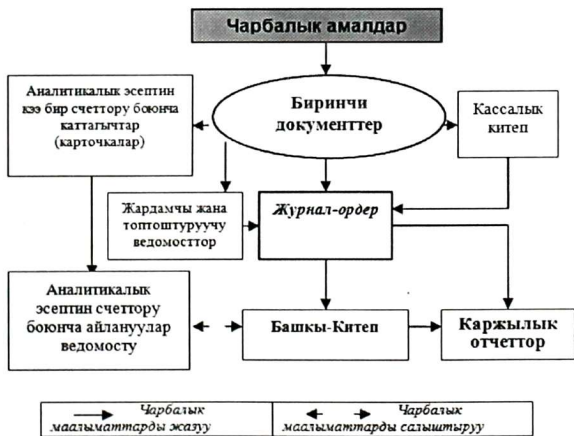 Чарбалык амалдар
Аналитикалык эсептин
кээ бир счеттору боюнча
каттагычтар
(карточкалар)
Биринчи
документтер
Кассалык
китеп
Жардамчы жана
топтоштуруучу
ведомосттор
Журнал-ордер
Аналитикалык
эсептин счеттору
боюнча айлануулар
ведомосту
Башкы-Китеп
Каржылык
отчеттор
Чарбалык
маалыматтарды жазуу
Чарбалык
маалыматтарды салыштыруу